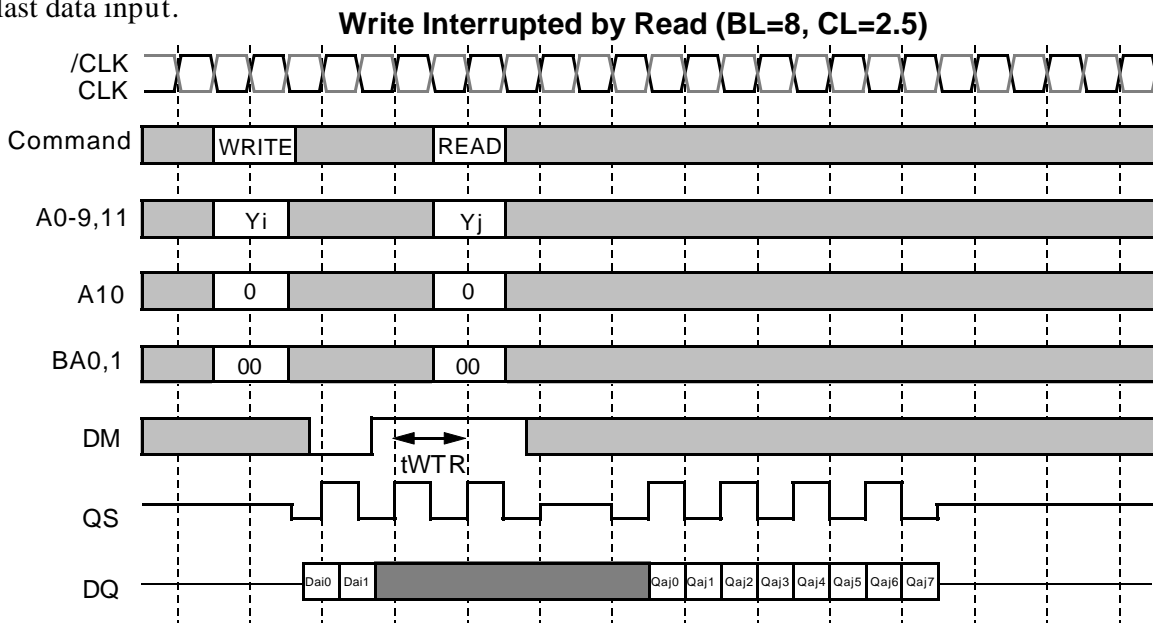 last data input.
Write Interrupted by Read (BL=8, CL=2.5)
/CLK
CLK
Command WRITE READ
A0-9,11 Yi Yj
A10 0 0
BA0,1 00 00
DM
tWTR
QS
DQ Dai0 Dai1 Qaj0 Qaj1 Qaj2 Qaj3 Qaj4 Qaj5 Qaj6 Qaj7